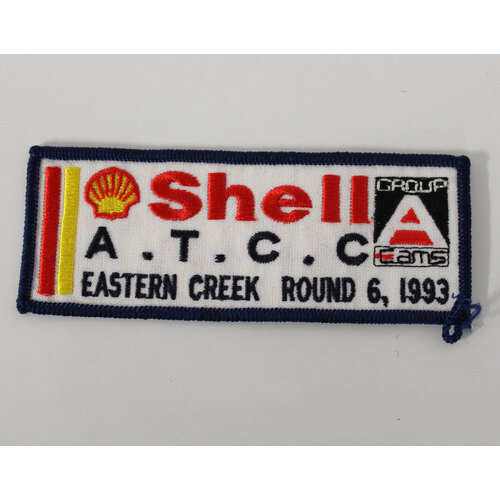 Shell
A . T . C . C
EASTERN CREEK ROUND 6, 1993
GROUP
A
Cams